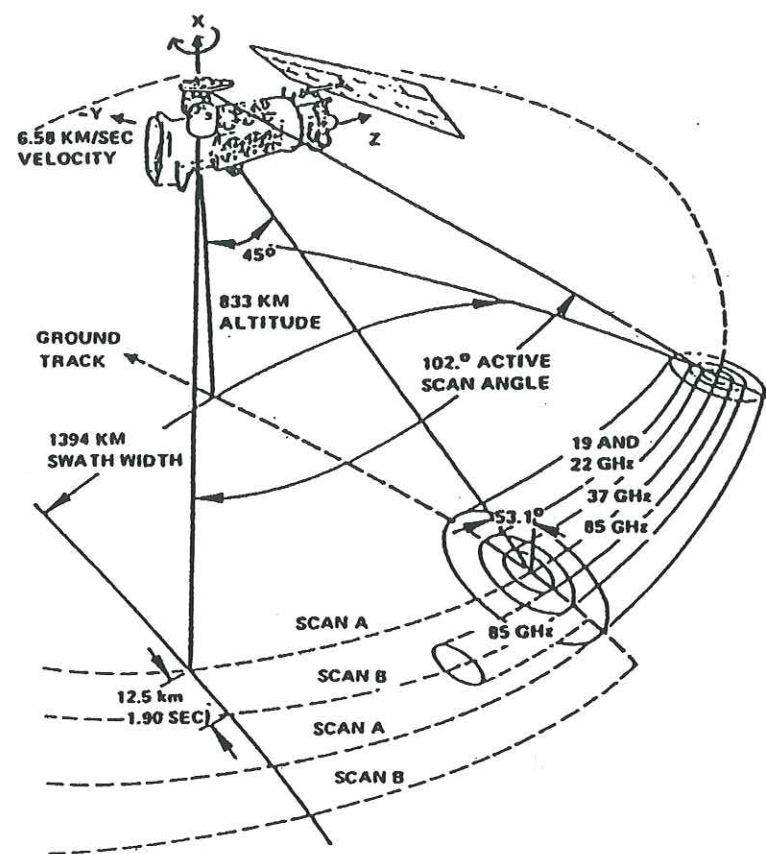 X
-Y
6.58 KM/SEC
VELOCITY
Z
45°
833 KM
ALTITUDE
GROUND
TRACK
102.° ACTIVE
SCAN ANGLE
1394 KM
SWATH WIDTH
19 AND
22 GHz
37 GHz
85 GHz
53.1°
85 GHz
SCAN A
SCAN B
12.5 km
1.90 SEC)
SCAN A
SCAN B